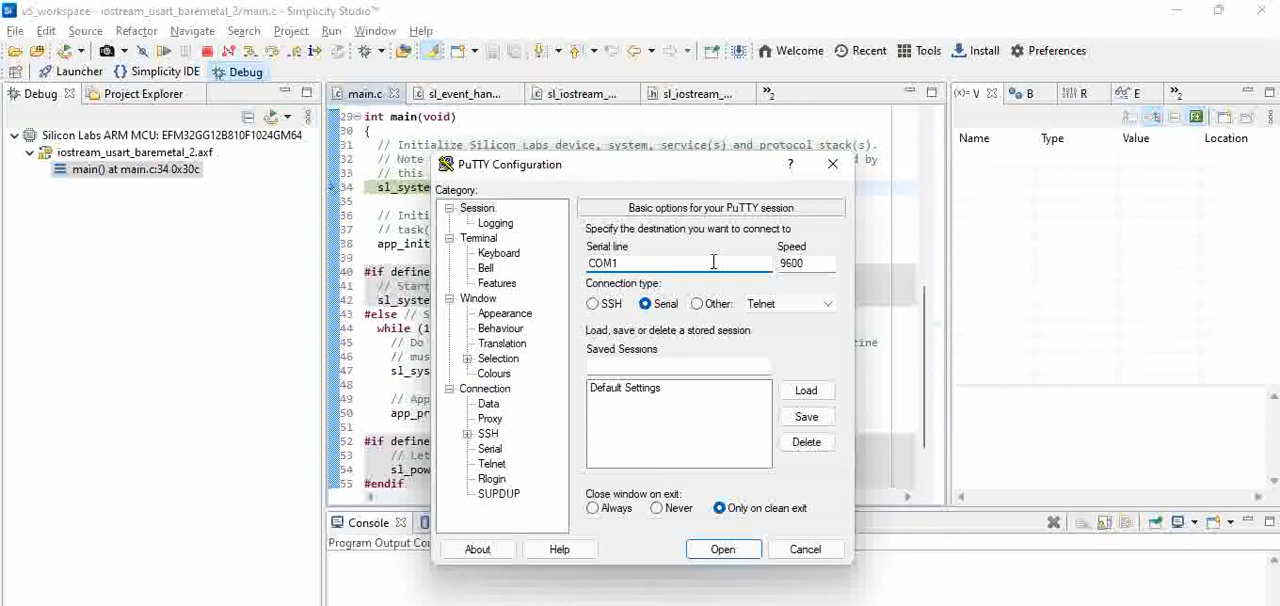 v5_workspace - iostream_usart_baremetal_2/main.c - Simplicity Studio™
File Edit Source Refactor Navigate Search Project Run Window Help
Welcome Recent Tools Install Preferences
Launcher {} Simplicity IDE Debug
Debug Project Explorer
main.c sl_event_han... sl_iostream_... sl_iostream_... »2
(x)= V B R E »2
Silicon Labs ARM MCU: EFM32GG12B810F1024GM64
iostream_usart_baremetal_2.axf
main() at main.c:34 0x30c
Name Type Value Location
29 int main(void)
30 {
31 // Initialize Silicon Labs device, system, service(s) and protocol stack(s).
32 // Note d by
33 // this
34 sl_syste
35
36 // Initi
37 // task(
38 app_init
39
40 #if define
41 // Start
42 sl_syste
43 #else // S
44 while (1
45 // Do tine
46 // mus
47 sl_sys
48
49 // App
50 app_pr
51
52 #if define
53 // Let
54 sl_pow
55 #endif
PuTTY Configuration ?
Category:
Session
Logging
Terminal
Keyboard
Bell
Features
Window
Appearance
Behaviour
Translation
Selection
Colours
Connection
Data
Proxy
SSH
Serial
Telnet
Rlogin
SUPDUP
Basic options for your PuTTY session
Specify the destination you want to connect to
Serial line Speed
COM1 9600
Connection type:
SSH Serial Other: Telnet
Load, save or delete a stored session
Saved Sessions
Default Settings
Load
Save
Delete
Close window on exit:
Always Never Only on clean exit
About Help Open Cancel
Console
Program Output Co